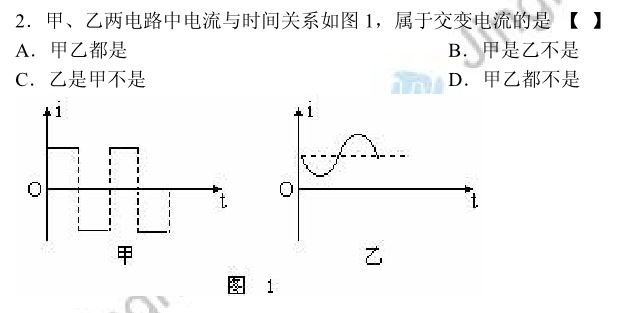 2．甲、乙两电路中电流与时间关系如图 1，属于交变电流的是 【 】
A．甲乙都是 B．甲是乙不是
C．乙是甲不是 D．甲乙都不是
i i
O t O t
甲 乙
图 1